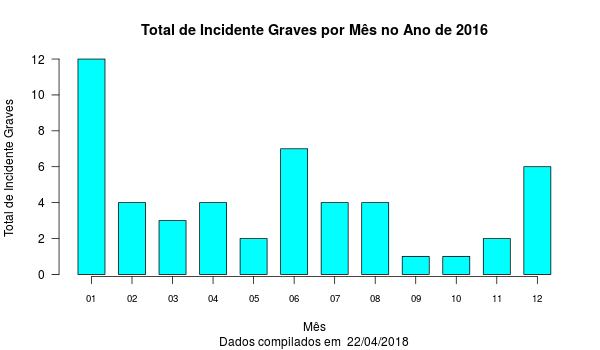 Total de Incidente Graves por Mês no Ano de 2016
Total de Incidente Graves
12
10
8
6
4
2
0
01 02 03 04 05 06 07 08 09 10 11 12
Mês
Dados compilados em 22/04/2018